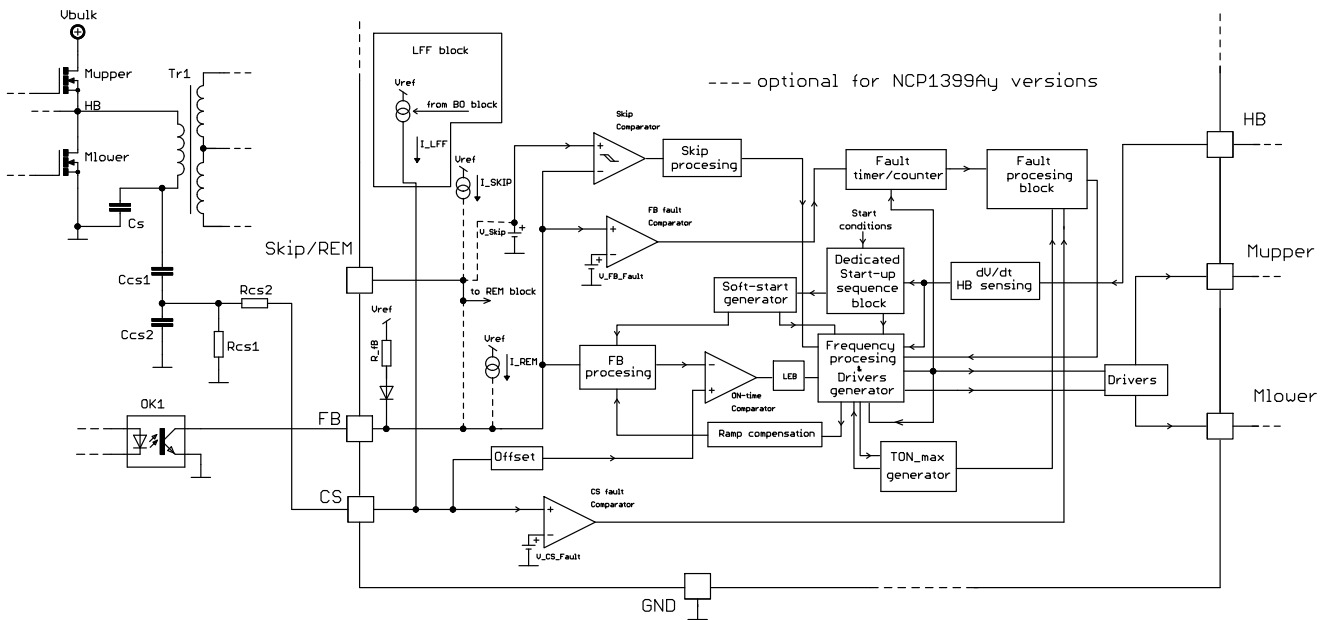 Vbulk
LFF block
Mupper
Tr1
Vref
---- optional for NCP1399Ay versions
from BO block
HB
HB
Skip
Comparator
I_LFF
Vref
Skip
procesing
Fault
timer/counter
Fault
procesing
block
Mlower
I_SKIP
Cs
FB fault
Comparator
Start
conditions
V_Skip
Skip/REM
Mupper
V_FB_Fault
Dedicated
Start-up
sequence
block
dV/dt
HB sensing
Ccs1
Rcs2
to REM block
Soft-start
generator
Vref
Vref
Ccs2
Rcs1
R_fB
I_REM
FB
procesing
LEB
Frequency
procesing
&
Drivers
generator
Drivers
ON-time
Comparator
Mlower
OK1
FB
Ramp compensation
Offset
TON_max
generator
CS
CS fault
Comparator
V_CS_Fault
GND